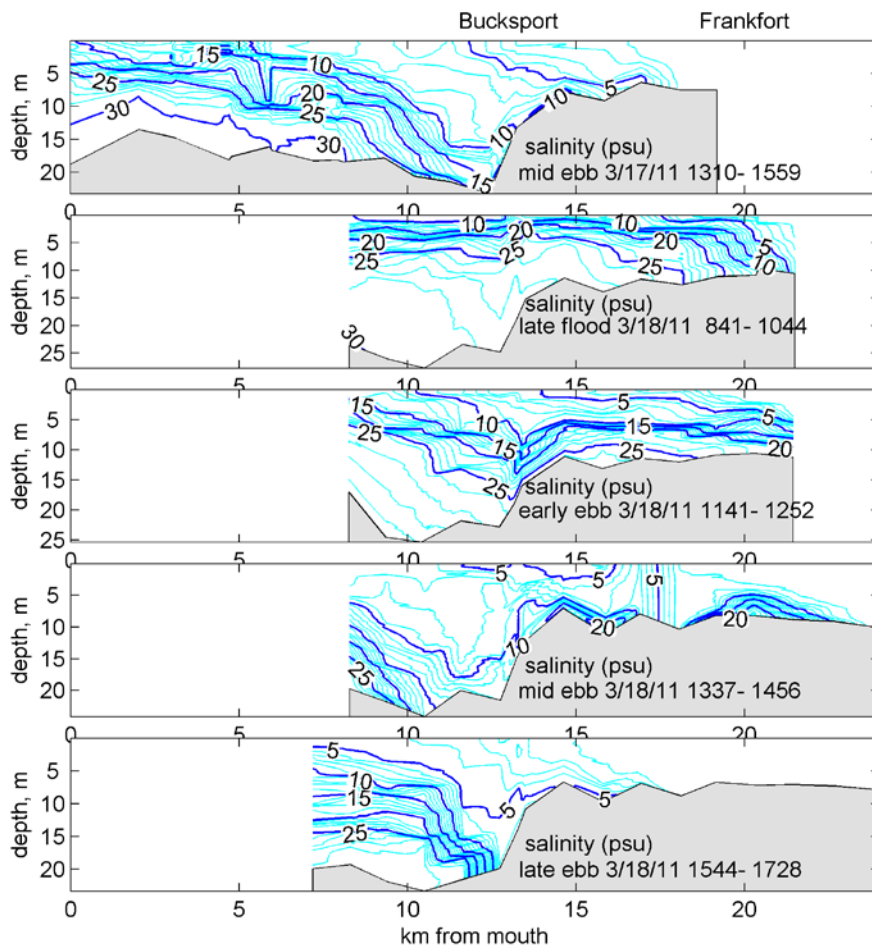 Bucksport Frankfort
depth, m
5
10
15
20
15
10
5
25
20
10
25
30
30
10
15
salinity (psu)
mid ebb 3/17/11 1310- 1559
0 5 10 15 20
depth, m
5
10
15
20
25
10
20
10
5
20
25
25
25
10
30
salinity (psu)
late flood 3/18/11 841- 1044
0 5 10 15 20
depth, m
5
10
15
20
25
15
5
5
10
15
25
15
25
20
25
salinity (psu)
early ebb 3/18/11 1141- 1252
0 5 10 15 20
depth, m
5
10
15
20
5
5
20
20
10
25
salinity (psu)
mid ebb 3/18/11 1337- 1456
0 5 10 15 20
depth, m
5
10
15
20
5
10
15
5
5
25
salinity (psu)
late ebb 3/18/11 1544- 1728
0 5 10 15 20
km from mouth